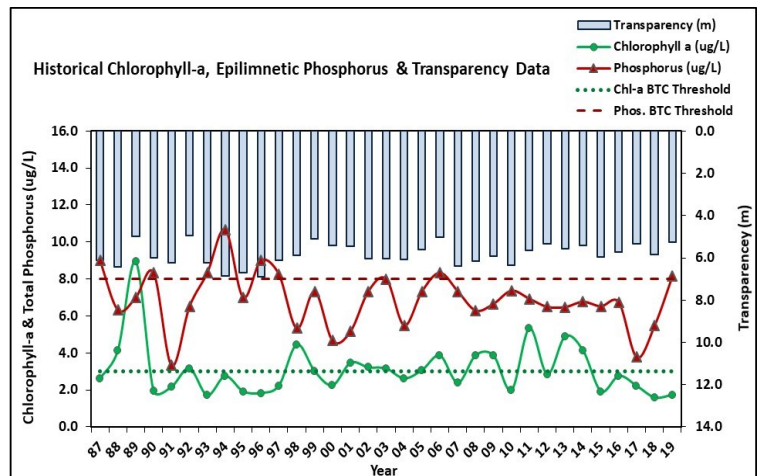 Transparency (m)
Chlorophyll a (ug/L)
Historical Chlorophyll-a, Epilimnetic Phosphorus & Transparency Data
Phosphorus (ug/L)
Chl-a BTC Threshold
Phos. BTC Threshold
Chlorophyll-a & Total Phosphorus (ug/L)
16.0
14.0
12.0
10.0
8.0
6.0
4.0
2.0
0.0
0.0
2.0
4.0
6.0
8.0
10.0
12.0
14.0
Transparencey (m)
87 88 89 90 91 92 93 94 95 96 97 98 99 00 01 02 03 04 05 06 07 08 09 10 11 12 13 14 15 16 17 18 19
Year